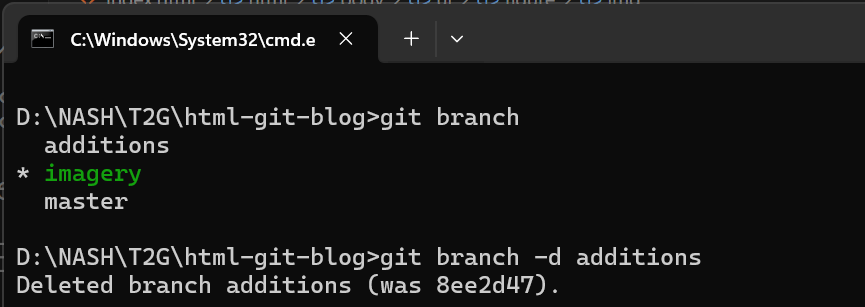 C:\Windows\System32\cmd.e
D:\NASH\T2G\html-git-blog>git branch
additions
* imagery
master
D:\NASH\T2G\html-git-blog>git branch -d additions
Deleted branch additions (was 8ee2d47).